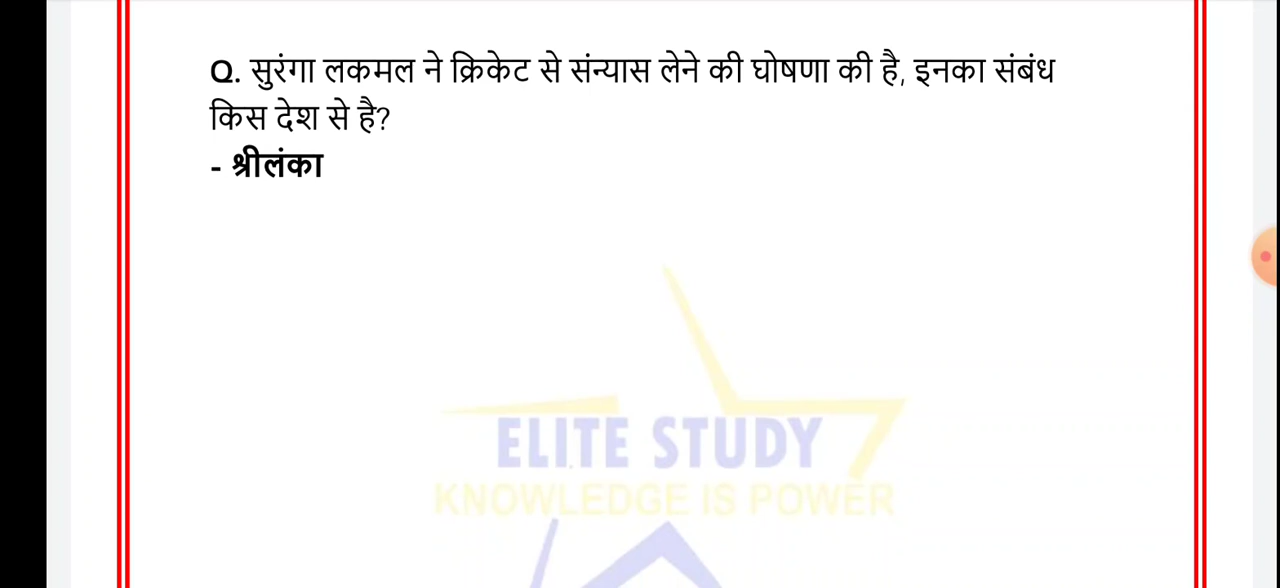 Q. सुरंगा लकमल ने क्रिकेट से संन्यास लेने की घोषणा की है, इनका संबंध
किस देश से है?
- श्रीलंका
ELITE STUDY
KNOWLEDGE IS POWER